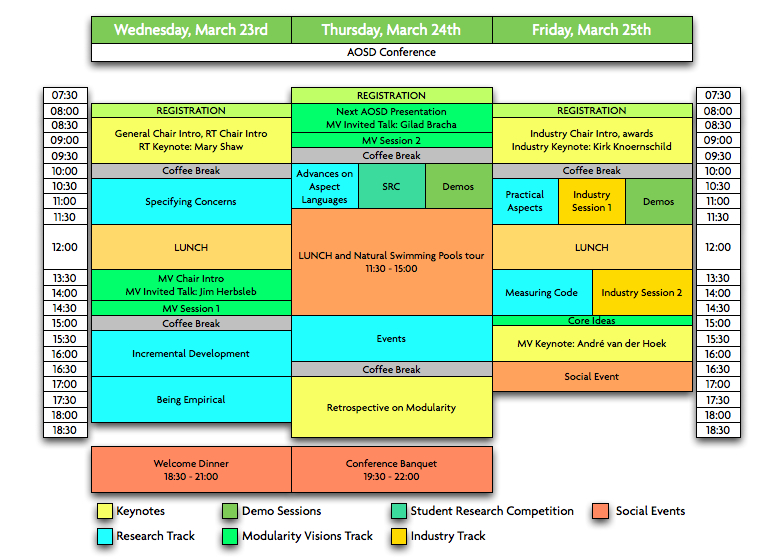 Wednesday, March 23rd
Thursday, March 24th
Friday, March 25th
AOSD Conference
07:30
REGISTRATION
07:30
08:00
REGISTRATION
Next AOSD Presentation
REGISTRATION
08:00
08:30
MV Invited Talk: Gilad Bracha
08:30
General Chair Intro, RT Chair Intro
RT Keynote: Mary Shaw
Industry Chair Intro, awards
Industry Keynote: Kirk Knoernschild
09:00
MV Session 2
09:00
09:30
Coffee Break
09:30
10:00
Coffee Break
Coffee Break
10:00
10:30
Specifying Concerns
Advances on
Aspect
Languages
SRC
Demos
Practical
Aspects
Industry
Session 1
Demos
10:30
11:00
11:00
11:30
11:30
12:00
LUNCH
LUNCH and Natural Swimming Pools tour
11:30 - 15:00
LUNCH
12:00
13:30
MV Chair Intro
MV Invited Talk: Jim Herbsleb
Measuring Code
Industry Session 2
13:30
14:00
14:00
14:30
MV Session 1
14:30
15:00
Coffee Break
Core Ideas
15:00
15:30
Incremental Development
Events
MV Keynote: André van der Hoek
15:30
16:00
16:00
16:30
Coffee Break
Social Event
16:30
17:00
Being Empirical
Retrospective on Modularity
17:00
17:30
17:30
18:00
18:00
18:30
18:30
Welcome Dinner
18:30 - 21:00
Conference Banquet
19:30 - 22:00
Keynotes
Demo Sessions
Student Research Competition
Social Events
Research Track
Modularity Visions Track
Industry Track